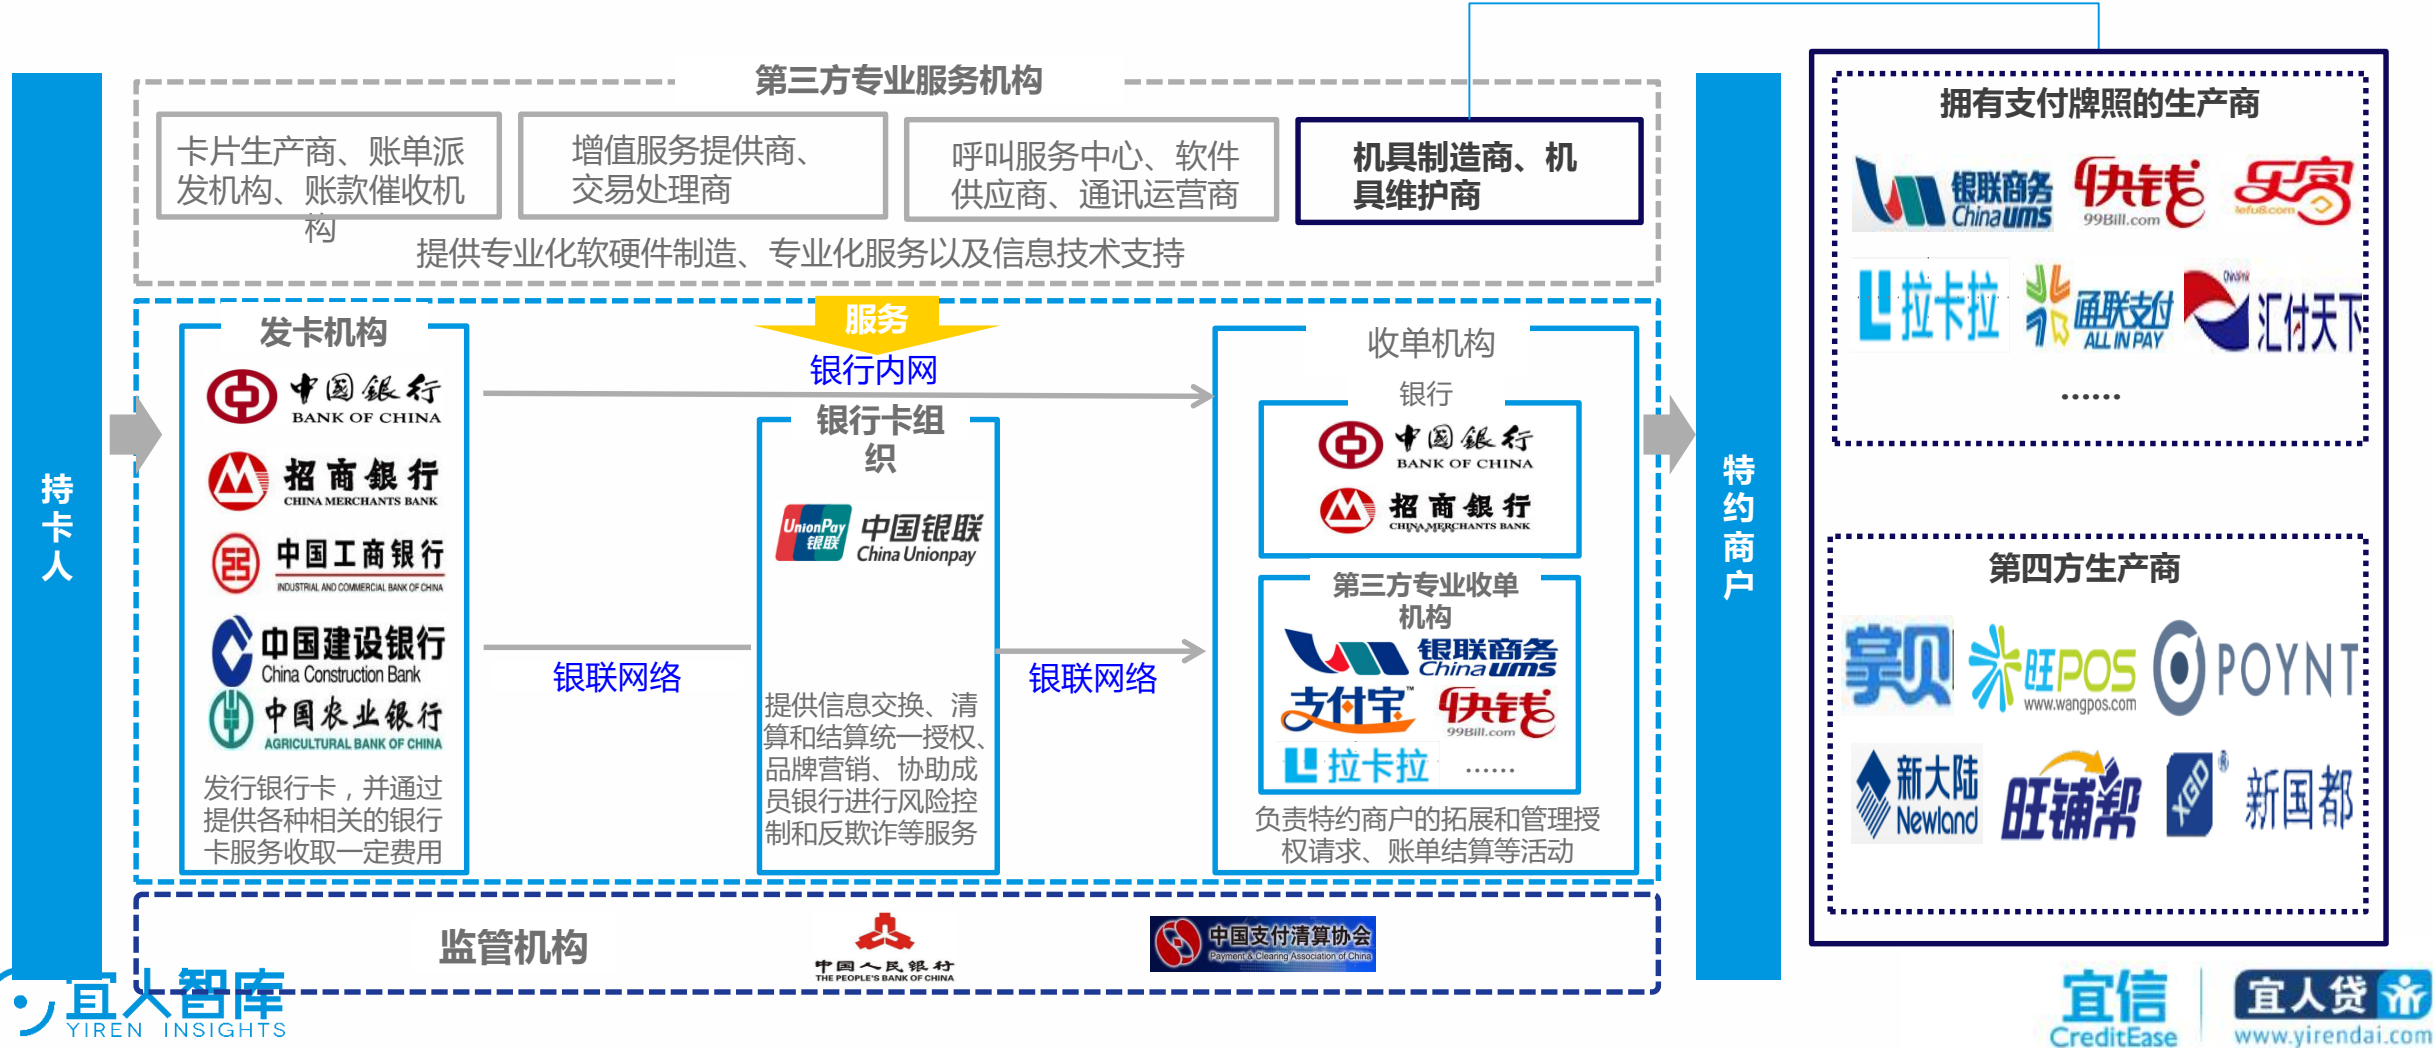 第三方专业服务机构
卡片生产商、账单派
发机构、账款催收机
构
增值服务提供商、
交易处理商
呼叫服务中心、软件
供应商、通讯运营商
机具制造商、机
具维护商
提供专业化软硬件制造、专业化服务以及信息技术支持
持
卡
人
服务
银行内网
发卡机构
中國銀行
BANK OF CHINA
招商銀行
CHINA MERCHANTS BANK
中国工商银行
INDUSTRIAL AND COMMERCIAL BANK OF CHINA
中国建设银行
China Construction Bank
中国农业银行
AGRICULTURAL BANK OF CHINA
发行银行卡，并通过
提供各种相关的银行
卡服务收取一定费用
银联网络
银行卡组
织
UnionPay
银联
中国银联
China Unionpay
提供信息交换、清
算和结算统一授权、
品牌营销、协助成
员银行进行风险控
制和反欺诈等服务
银联网络
收单机构
银行
中國銀行
BANK OF CHINA
招商銀行
CHINA MERCHANTS BANK
......
第三方专业收单
机构
银联商务
China ums
支付宝™
快钱
99Bill.com
拉卡拉
......
负责特约商户的拓展和管理授
权请求、账单结算等活动
特
约
商
户
监管机构
中国人民银行
THE PEOPLE'S BANK OF CHINA
中国支付清算协会
Payment & Clearing Association of China
拥有支付牌照的生产商
银联商务
China ums
快钱
99Bill.com
乐富
lefu8.com
拉卡拉
通联支付
ALL IN PAY
ChinaPnR
汇付天下
......
第四方生产商
掌贝
旺POS
www.wangpos.com
POYNT
新大陆
Newland
旺铺帮
XGD
®
新国都
宜人智库
YIREN INSIGHTS
宜信
CreditEase
宜人贷
www.yirendai.com